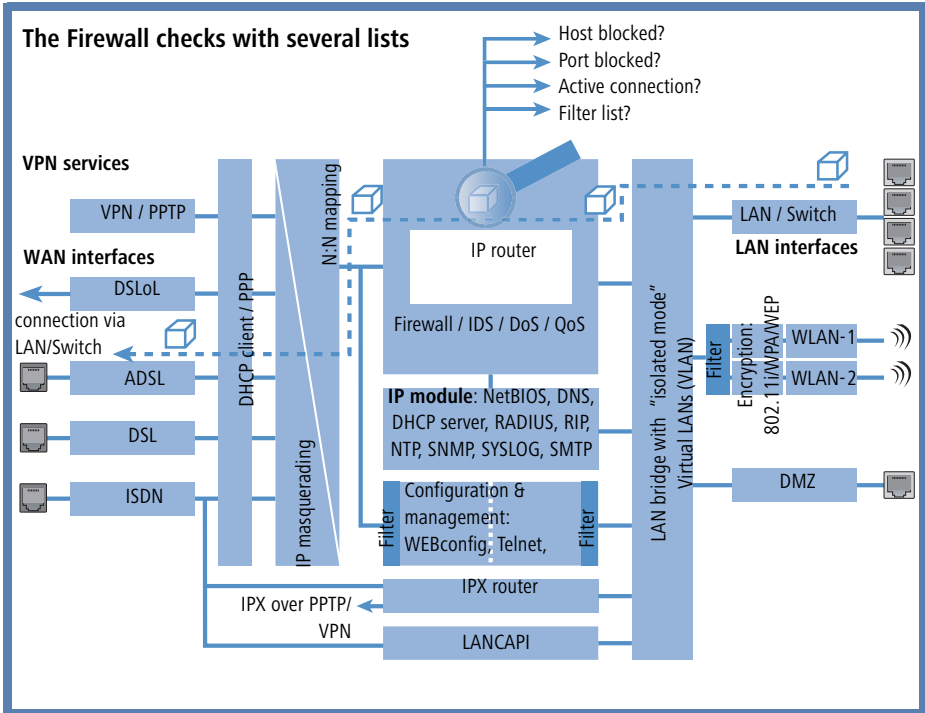 The Firewall checks with several lists
Host blocked?
Port blocked?
Active connection?
Filter list?
VPN services
VPN / PPTP
WAN interfaces
DSLoL
connection via
LAN/Switch
ADSL
DSL
ISDN
DHCP client / PPP
IP masquerading
N:N mapping
IP router
Firewall / IDS / DoS / QoS
IP module: NetBIOS, DNS,
DHCP server, RADIUS, RIP,
NTP, SNMP, SYSLOG, SMTP
Filter
Configuration &
management:
WEBconfig, Telnet,
Filter
IPX router
IPX over PPTP/
VPN
LANCAPI
LAN bridge with "isolated mode"
Virtual LANs (VLAN)
LAN / Switch
LAN interfaces
Filter
Encryption:
802.11i/WPA/WEP
WLAN-1
WLAN-2
DMZ